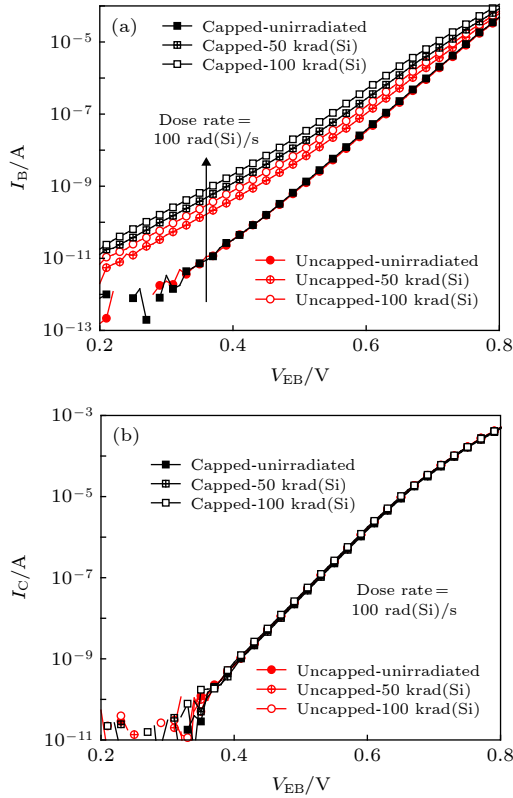 (a)
Capped-unirradiated
Capped-50 krad(Si)
Capped-100 krad(Si)
Dose rate=
100 rad(Si)/s
Uncapped-unirradiated
Uncapped-50 krad(Si)
Uncapped-100 krad(Si)
10-5
10-7
10-9
10-11
10-13
IB/A
0.2 0.4 0.6 0.8
VEB/V
(b)
Capped-unirradiated
Capped-50 krad(Si)
Capped-100 krad(Si)
Dose rate=
100 rad(Si)/s
Uncapped-unirradiated
Uncapped-50 krad(Si)
Uncapped-100 krad(Si)
10-3
10-5
10-7
10-9
10-11
IC/A
0.2 0.4 0.6 0.8
VEB/V